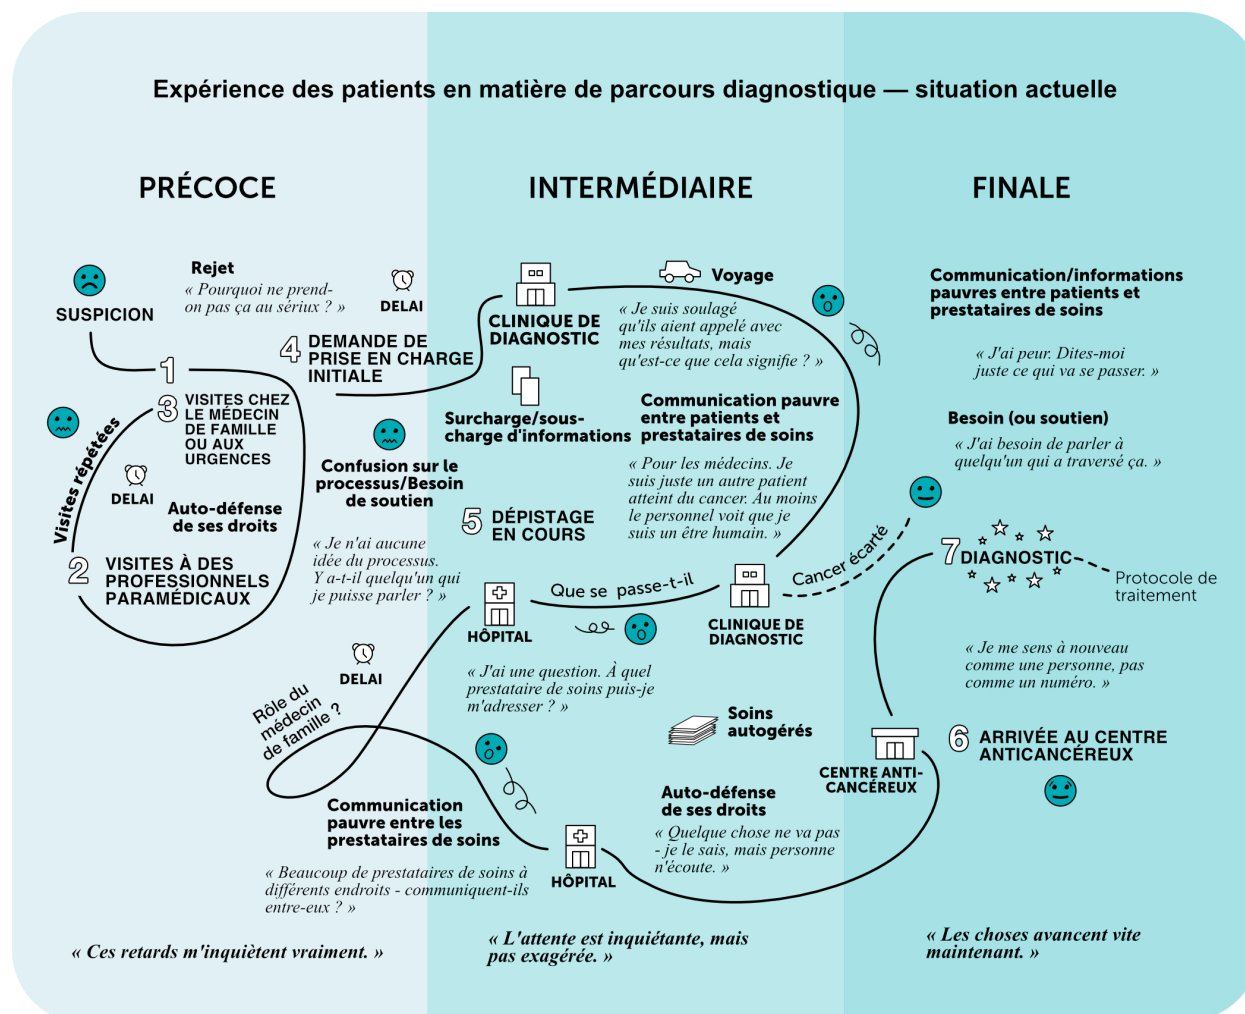 Expérience des patients en matière de parcours diagnostique — situation actuelle
PRÉCOCE
INTERMÉDIAIRE
FINALE
SUSPICION
Rejet
« Pourquoi ne prend-
on pas ça au sériux ? »
DELAI
1
3
VISITES CHEZ
LE MÉDECIN
DE FAMILLE
OU AUX
URGENCES
Visites répétées
DELAI
Auto-défense
de ses droits
2
VISITES À DES
PROFESSIONNELS
PARAMÉDICAUX
4
DEMANDE DE
PRISE EN CHARGE
INITIALE
Confusion sur le
processus/Besoin
de soutien
« Je n'ai aucune
idée du processus.
Y a-t-il quelqu'un qui
je puisse parler ? »
DELAI
Rôle du
médecin
de famille ?
Communication
pauvre entre les
prestataires de soins
« Beaucoup de prestataires de soins à
différents endroits - communiquent-ils
entre-eux ? »
« Ces retards m'inquiètent vraiment. »
CLINIQUE DE
DIAGNOSTIC
Voyage
« Je suis soulagé
qu'ils aient appelé avec
mes résultats, mais
qu'est-ce que cela signifie ? »
Surcharge/sous-
charge d'informations
Communication pauvre
entre patients et
prestataires de soins
« Pour les médecins. Je
suis juste un autre patient
atteint du cancer. Au moins
le personnel voit que je
suis un être humain. »
5
DÉPISTAGE
EN COURS
HÔPITAL
Que se passe-t-il
CLINIQUE DE
DIAGNOSTIC
Cancer écarté
« J'ai une question. À quel
prestataire de soins puis-je
m'adresser ? »
Soins
autogérés
Auto-défense
de ses droits
« Quelque chose ne va pas
- je le sais, mais personne
n'écoute. »
HÔPITAL
« L'attente est inquiétante, mais
pas exagérée. »
Communication/informations
pauvres entre patients et
prestataires de soins
« J'ai peur. Dites-moi
juste ce qui va se passer. »
Besoin (ou soutien)
« J'ai besoin de parler à
quelqu'un qui a traversé ça. »
7
DIAGNOSTIC
Protocole de
traitement
« Je me sens à nouveau
comme une personne, pas
comme un numéro. »
CENTRE ANTI-
CANCÉREUX
6
ARRIVÉE AU CENTRE
ANTICANCÉREUX
« Les choses avancent vite
maintenant. »